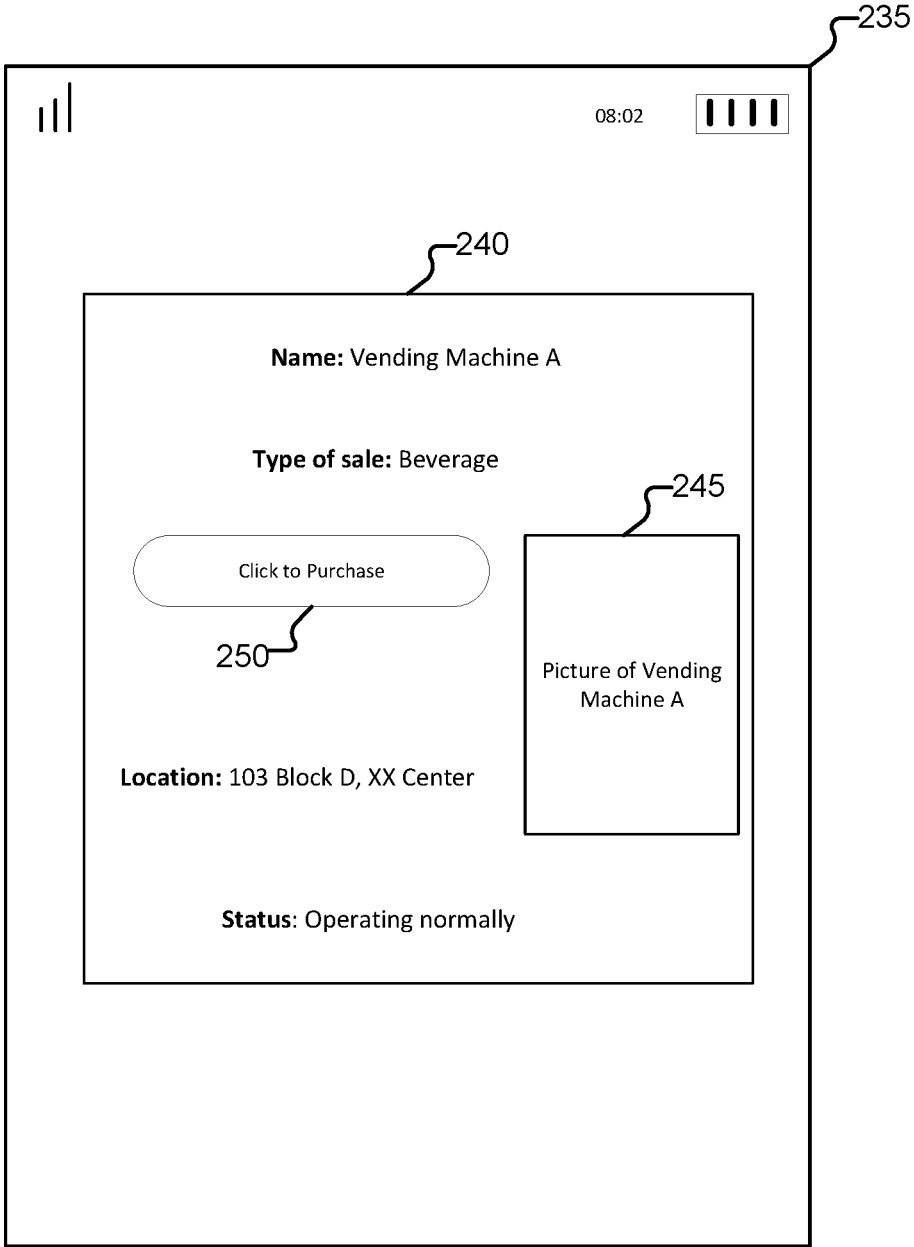 235
08:02
240
Name: Vending Machine A
Type of sale: Beverage
245
Click to Purchase
250
Picture of Vending
Machine A
Location: 103 Block D, XX Center
Status: Operating normally